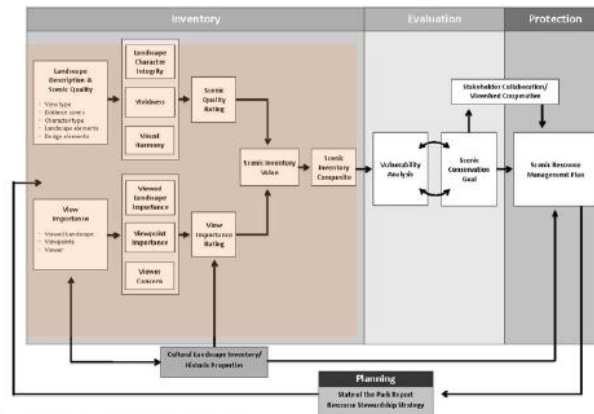 Inventory
Evaluation
Protection
Landscape
Description &
Scenic Quality
- View type
- Distance zones
- Character type
- Landscape elements
- Design elements
Landscape
Character
Integrity
Vividness
Visual
Harmony
Scenic
Quality
Rating
Scenic Inventory
Value
Scenic
Inventory
Composite
View
Importance
- Viewed Landscape
- Viewpoints
- Viewer
Viewed
Landscape
Importance
Viewpoint
Importance
Viewer
Concern
View
Importance
Rating
Vulnerability
Analysis
Scenic
Conservation
Goal
Stakeholder Collaboration/
Viewshed Cooperative
Scenic Resource
Management Plan
Cultural Landscape Inventory/
Historic Properties
Planning
State of the Park Report
Resource Stewardship Strategy